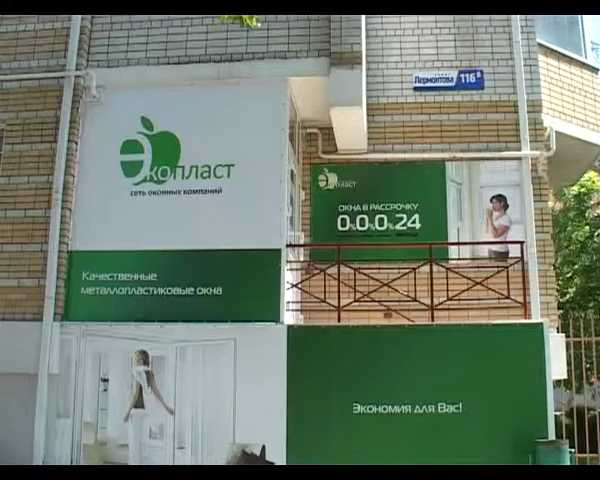 Лермонтова 116
Экопласт
сеть оконных компаний
Экопласт
ОКНА В РАССРОЧКУ
0.0.0.24
Качественные
металлопластиковые окна
Экономия для Вас!